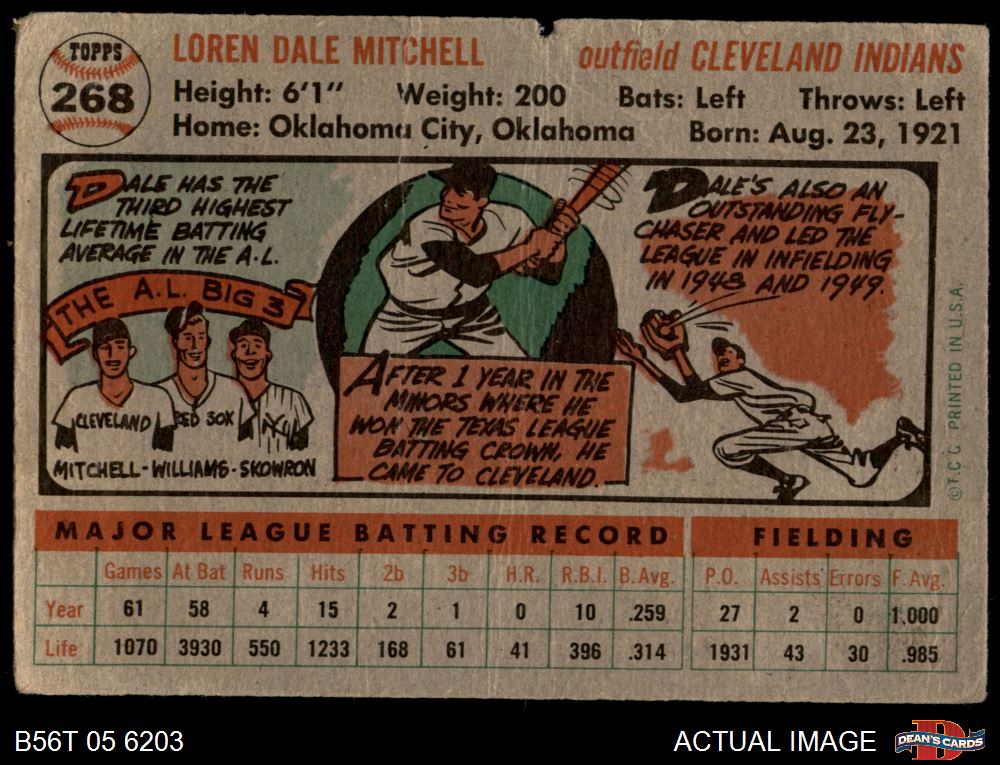 TOPPS
268
LOREN DALE MITCHELL
outfield CLEVELAND INDIANS
Height: 6'1" Weight: 200 Bats: Left Throws: Left
Home: Oklahoma City, Oklahoma Born: Aug. 23, 1921
DALE HAS THE
THIRD HIGHEST
LIFETIME BATTING
AVERAGE IN THE A.L.
THE A.L. BIG 3
CLEVELAND RED SOX NY
MITCHELL-WILLIAMS-SKOWRON
AFTER 1 YEAR IN THE
MINORS WHERE HE
WON THE TEXAS LEAGUE
BATTING CROWN, HE
CAME TO CLEVELAND.
DALE'S ALSO AN
OUTSTANDING FLY-
CHASER AND LED THE
LEAGUE IN INFIELDING
IN 1948 AND 1949.
© T.C.G. PRINTED IN U.S.A.
MAJOR LEAGUE BATTING RECORD FIELDING
Games At Bat Runs Hits 2b 3b H.R. R.B.I. B.Avg. P.O. Assists Errors F.Avg.
Year 61 58 4 15 2 1 0 10 .259 27 2 0 1.000
Life 1070 3930 550 1233 168 61 41 396 .314 1931 43 30 .985
B56T 05 6203
ACTUAL IMAGE
DEAN'S CARDS